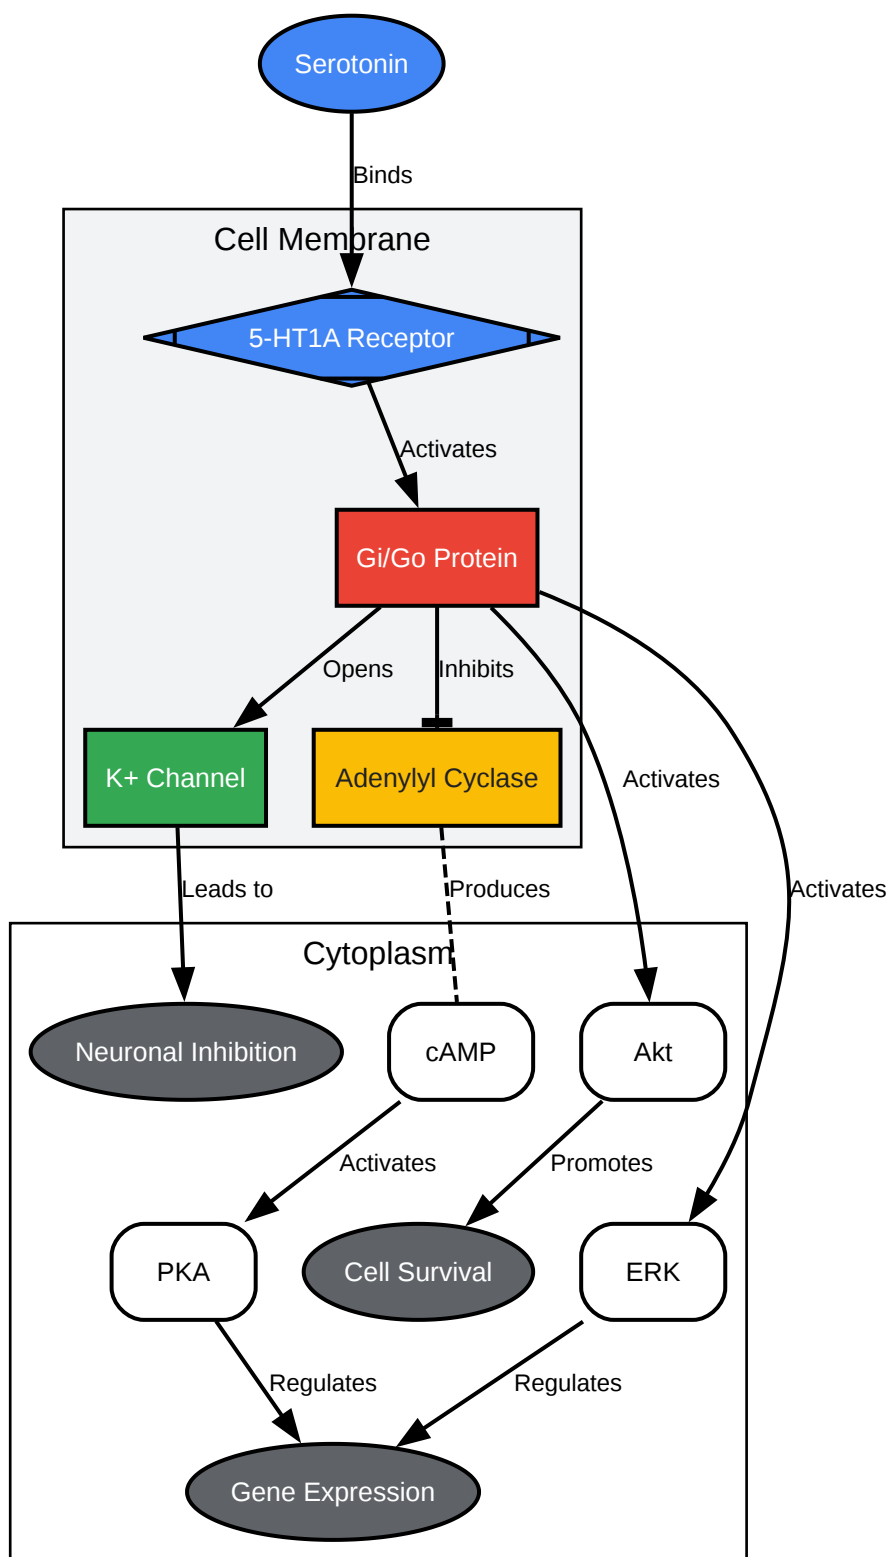 Serotonin
Binds
Cell Membrane
5-HT1A Receptor
Activates
Gi/Go Protein
Opens
Inhibits
K+ Channel
Adenylyl Cyclase
Activates
Leads to
Produces
Activates
Cytoplasm
Neuronal Inhibition
cAMP
Akt
Activates
Promotes
PKA
Cell Survival
ERK
Regulates
Regulates
Gene Expression